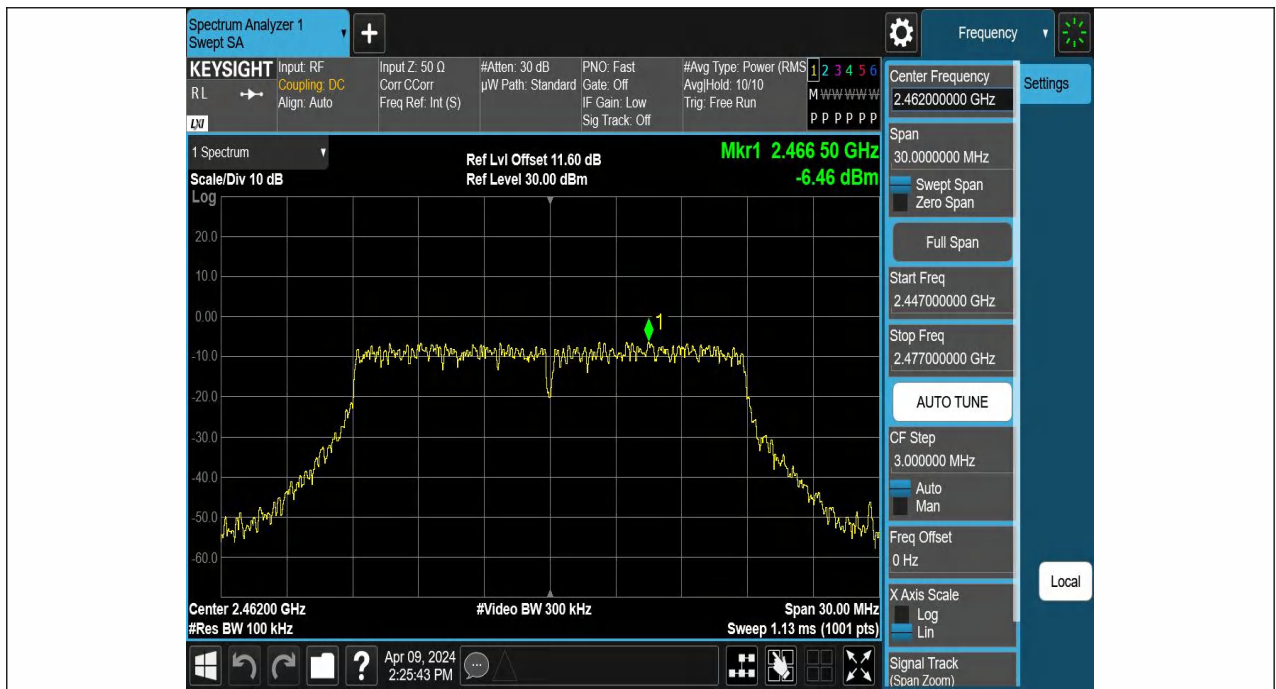 Spectrum Analyzer 1
Swept SA
+
Frequency
KEYSIGHT
R L
LXI
Input: RF
Coupling: DC
Align: Auto
Input Z: 50 Ω
Corr CCorr
Freq Ref: Int (S)
#Atten: 30 dB
µW Path: Standard
PNO: Fast
Gate: Off
IF Gain: Low
Sig Track: Off
#Avg Type: Power (RMS
Avg|Hold: 10/10
Trig: Free Run
1 2 3 4 5 6
M W W W W W
P P P P P P
1 Spectrum
Scale/Div 10 dB
Log
Ref Lvl Offset 11.60 dB
Ref Level 30.00 dBm
Mkr1 2.466 50 GHz
-6.46 dBm
20.0
10.0
0.00
-10.0
-20.0
-30.0
-40.0
-50.0
-60.0
1
Center 2.46200 GHz
#Video BW 300 kHz
Span 30.00 MHz
#Res BW 100 kHz
Sweep 1.13 ms (1001 pts)
?
Apr 09, 2024
2:25:43 PM
Center Frequency
2.462000000 GHz
Span
30.0000000 MHz
Swept Span
Zero Span
Full Span
Start Freq
2.447000000 GHz
Stop Freq
2.477000000 GHz
AUTO TUNE
CF Step
3.000000 MHz
Auto
Man
Freq Offset
0 Hz
X Axis Scale
Log
Lin
Signal Track
(Span Zoom)
Settings
Local